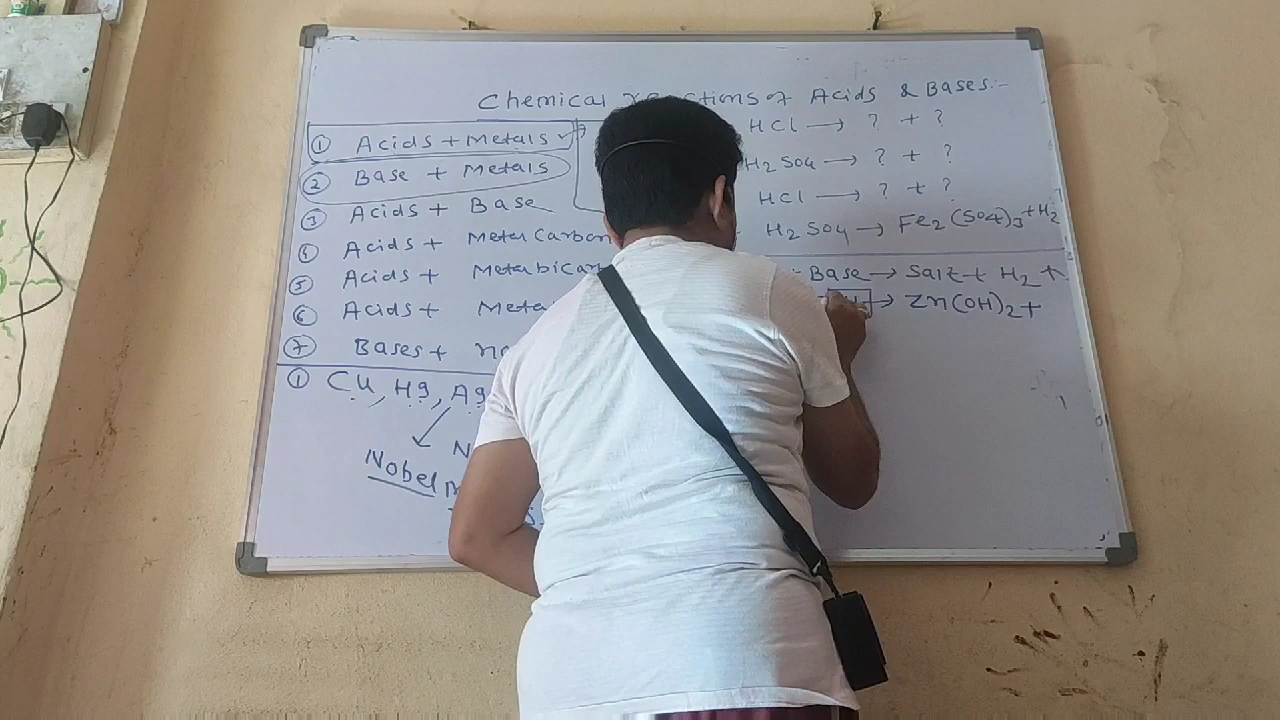 Chemical reactions of Acids & Bases:-
① Acids + Metals
② Base + Metals
③ Acids + Base
④ Acids + Metal Carbon
⑤ Acids + Metal bicar
⑥ Acids + Meta
⑦ Bases +
HCl → ? + ?
H2SO4 → ? + ?
HCl → ? + ?
H2SO4 → Fe2(SO4)3 + H2
Base → Salt + H2 ↑
→ Zn(OH)2 +
① Cu, Hg, Ag
Nobel